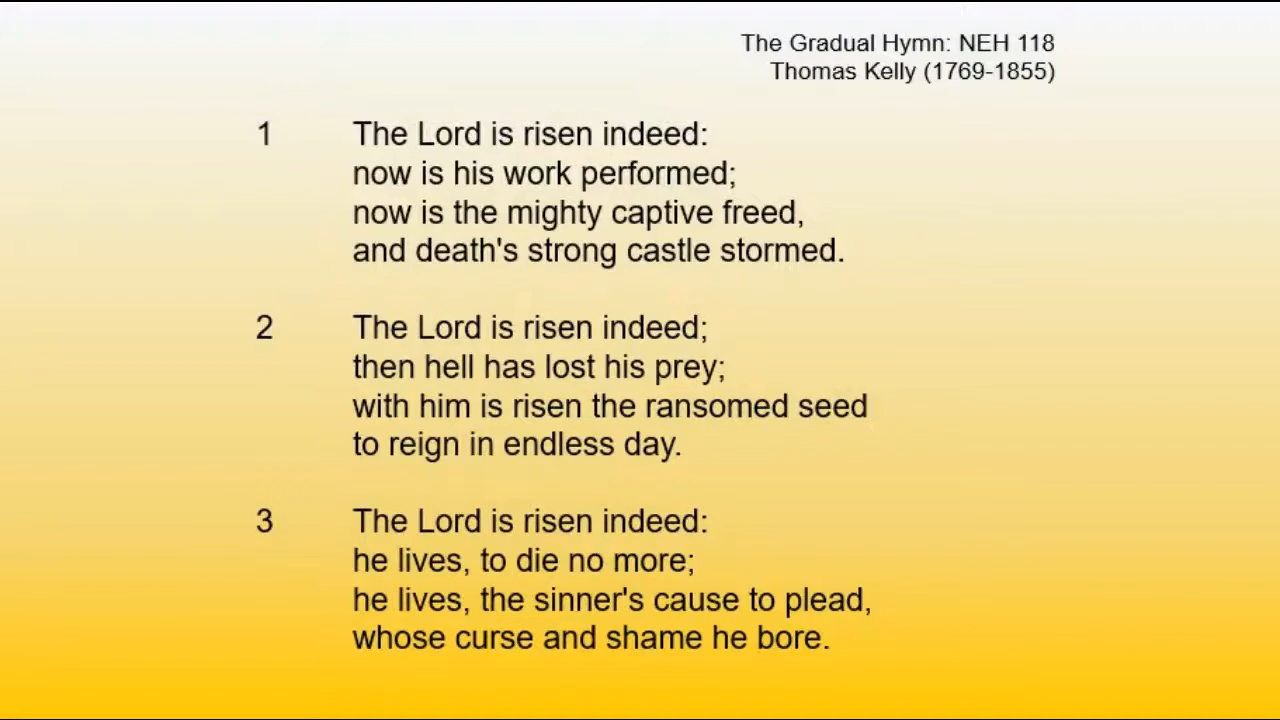 The Gradual Hymn: NEH 118
Thomas Kelly (1769-1855)
1 The Lord is risen indeed:
now is his work performed;
now is the mighty captive freed,
and death's strong castle stormed.
2 The Lord is risen indeed;
then hell has lost his prey;
with him is risen the ransomed seed
to reign in endless day.
3 The Lord is risen indeed:
he lives, to die no more;
he lives, the sinner's cause to plead,
whose curse and shame he bore.